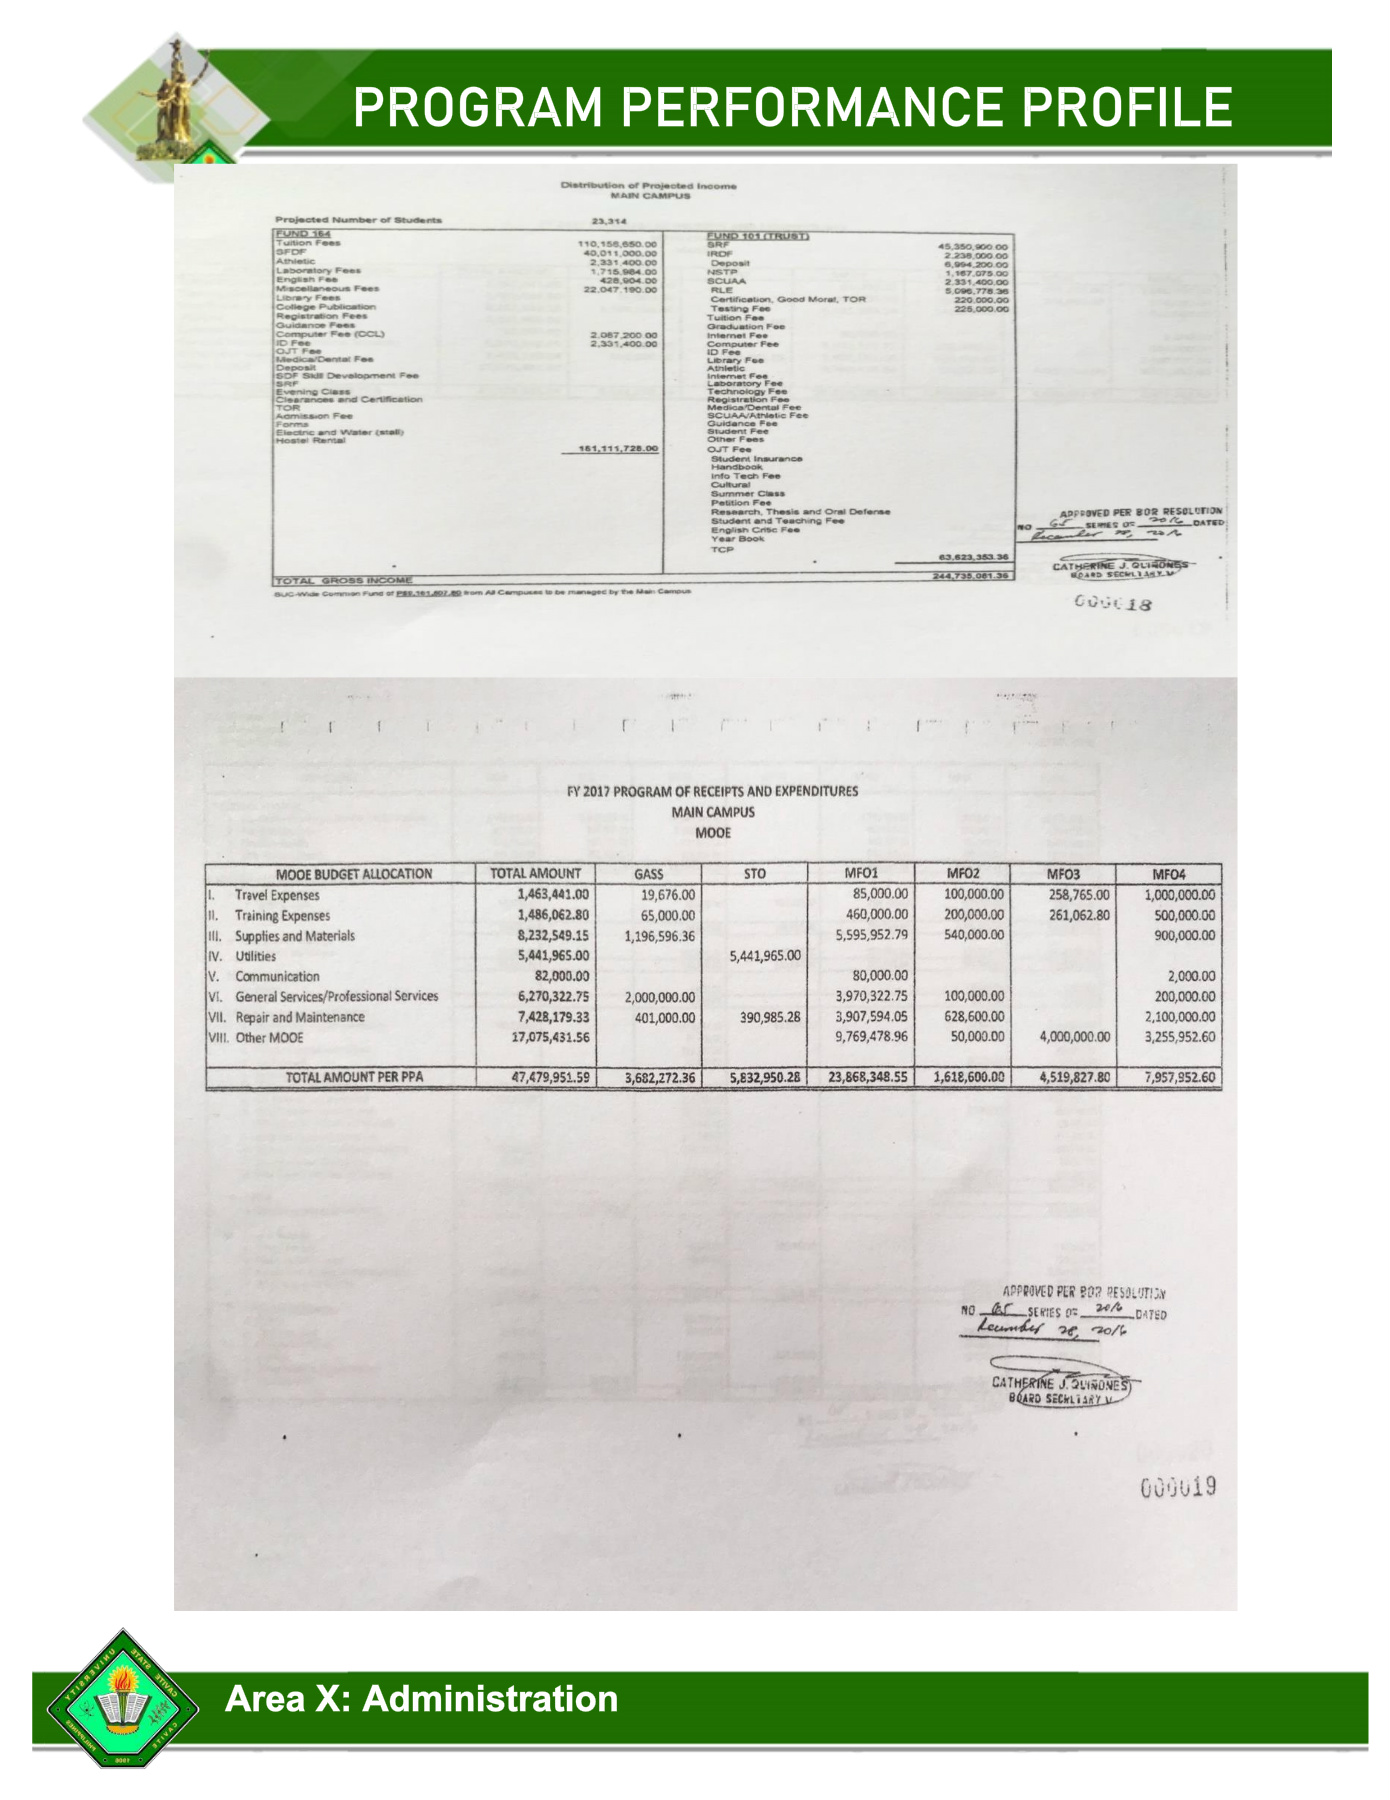 PROGRAM PERFORMANCE PROFILE
Distribution of Projected Income
MAIN CAMPUS
Projected Number of Students 23,314
FUND 164
Tuition Fees 110,156,650.00
SFDF 40,011,000.00
Athletic 2,331,400.00
Laboratory Fees 1,715,984.00
English Fee 428,904.00
Miscellaneous Fees 22,047,190.00
Library Fees
College Publication
Registration Fees
Guidance Fees
Computer Fee (CCL) 2,087,200.00
ID Fee 2,331,400.00
OJT Fee
Medical/Dental Fee
Deposit
SDF Skill Development Fee
SRF
Evening Class
Clearances and Certification
TOR
Admission Fee
Forms
Electric and Water (stall)
Hostel Rental
181,111,728.00
FUND 101 (TRUST)
SRF 45,350,900.00
IRDF 2,238,000.00
Deposit 6,994,200.00
NSTP 1,167,075.00
SCUAA 2,331,400.00
RLE 5,096,778.36
Certification, Good Moral, TOR 220,000.00
Testing Fee 225,000.00
Tuition Fee
Graduation Fee
Internet Fee
Computer Fee
ID Fee
Library Fee
Athletic
Internet Fee
Laboratory Fee
Technology Fee
Registration Fee
Medical/Dental Fee
SCUAA/Athletic Fee
Guidance Fee
Student Fee
Other Fees
OJT Fee
Student Insurance
Handbook
Info Tech Fee
Cultural
Summer Class
Petition Fee
Research, Thesis and Oral Defense
Student and Teaching Fee
English Critic Fee
Year Book
TCP
63,623,353.36
TOTAL GROSS INCOME 244,735,081.36
SUC-Wide Common Fund of from All Campuses to be managed by the Main Campus
APPROVED PER BOR RESOLUTION
NO 65 SERIES OF 2016 DATED
December 28, 2016
CATHERINE J. QUIÑONES
BOARD SECRETARY V
000018
FY 2017 PROGRAM OF RECEIPTS AND EXPENDITURES
MAIN CAMPUS
MOOE
MOOE BUDGET ALLOCATION TOTAL AMOUNT GASS STO MFO1 MFO2 MFO3 MFO4
I. Travel Expenses 1,463,441.00 19,676.00 85,000.00 100,000.00 258,765.00 1,000,000.00
II. Training Expenses 1,486,062.80 65,000.00 460,000.00 200,000.00 261,062.80 500,000.00
III. Supplies and Materials 8,232,549.15 1,196,596.36 5,595,952.79 540,000.00 900,000.00
IV. Utilities 5,441,965.00 5,441,965.00
V. Communication 82,000.00 80,000.00 2,000.00
VI. General Services/Professional Services 6,270,322.75 2,000,000.00 3,970,322.75 100,000.00 200,000.00
VII. Repair and Maintenance 7,428,179.33 401,000.00 390,985.28 3,907,594.05 628,600.00 2,100,000.00
VIII. Other MOOE 17,075,431.56 9,769,478.96 50,000.00 4,000,000.00 3,255,952.60
TOTAL AMOUNT PER PPA 47,479,951.59 3,682,272.36 5,832,950.28 23,868,348.55 1,618,600.00 4,519,827.80 7,957,952.60
APPROVED PER BOR RESOLUTION
NO 65 SERIES OF 2016 DATED
December 28, 2016
CATHERINE J. QUIÑONES
BOARD SECRETARY V
000019
CAVITE STATE UNIVERSITY
CAVITE
PHILIPPINES
1906
Area X: Administration